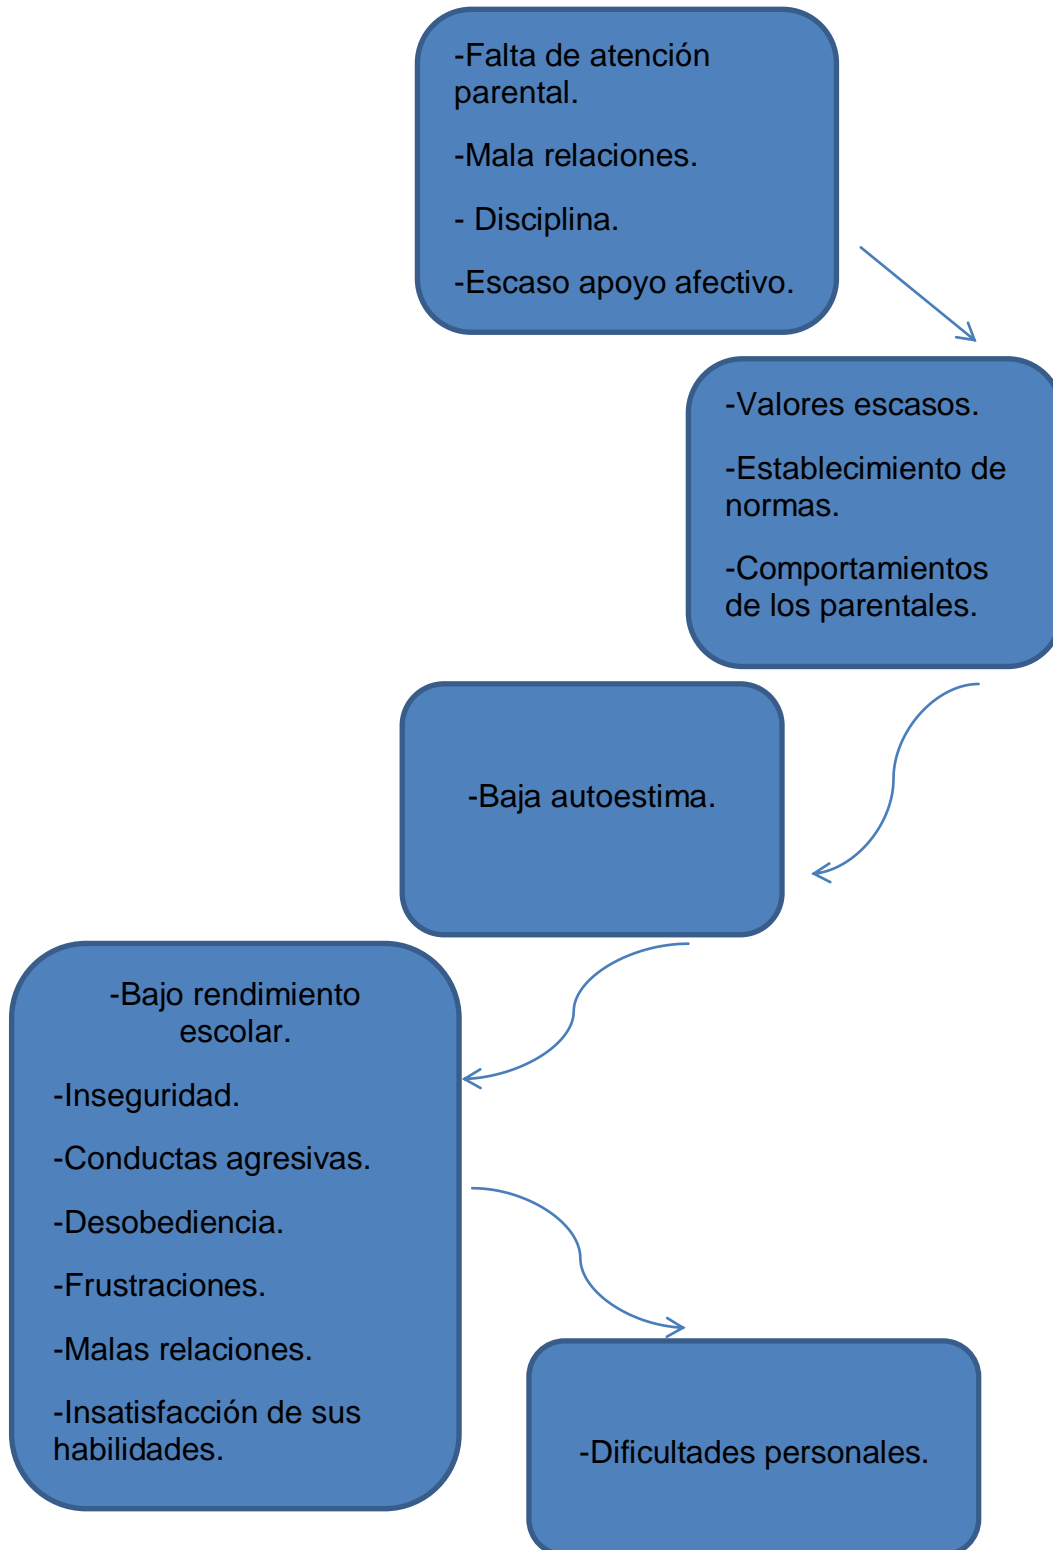 -Falta de atención
parental.
-Mala relaciones.
- Disciplina.
-Escaso apoyo afectivo.
-Valores escasos.
-Establecimiento de
normas.
-Comportamientos
de los parentales.
-Baja autoestima.
-Bajo rendimiento
escolar.
-Inseguridad.
-Conductas agresivas.
-Desobediencia.
-Frustraciones.
-Malas relaciones.
-Insatisfacción de sus
habilidades.
-Dificultades personales.